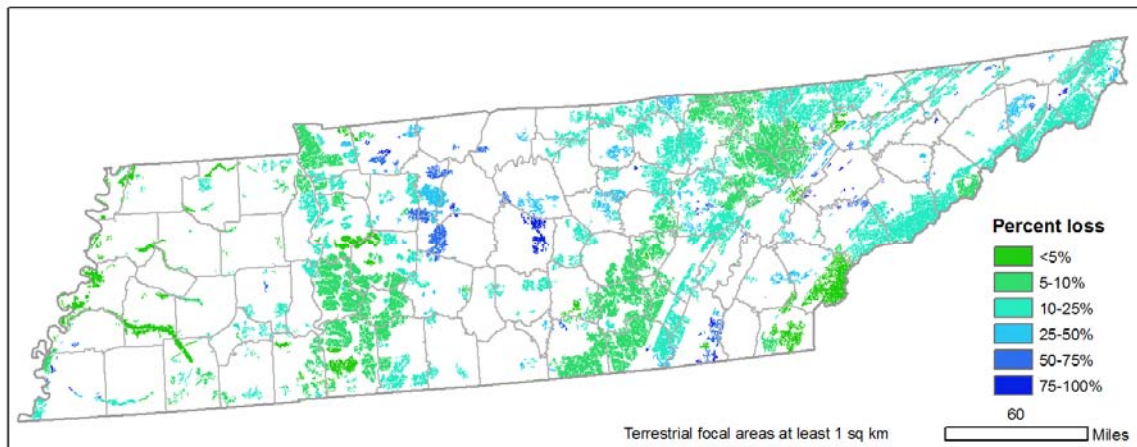 Percent loss
<5%
5-10%
10-25%
25-50%
50-75%
75-100%
60
Terrestrial focal areas at least 1 sq km
Miles